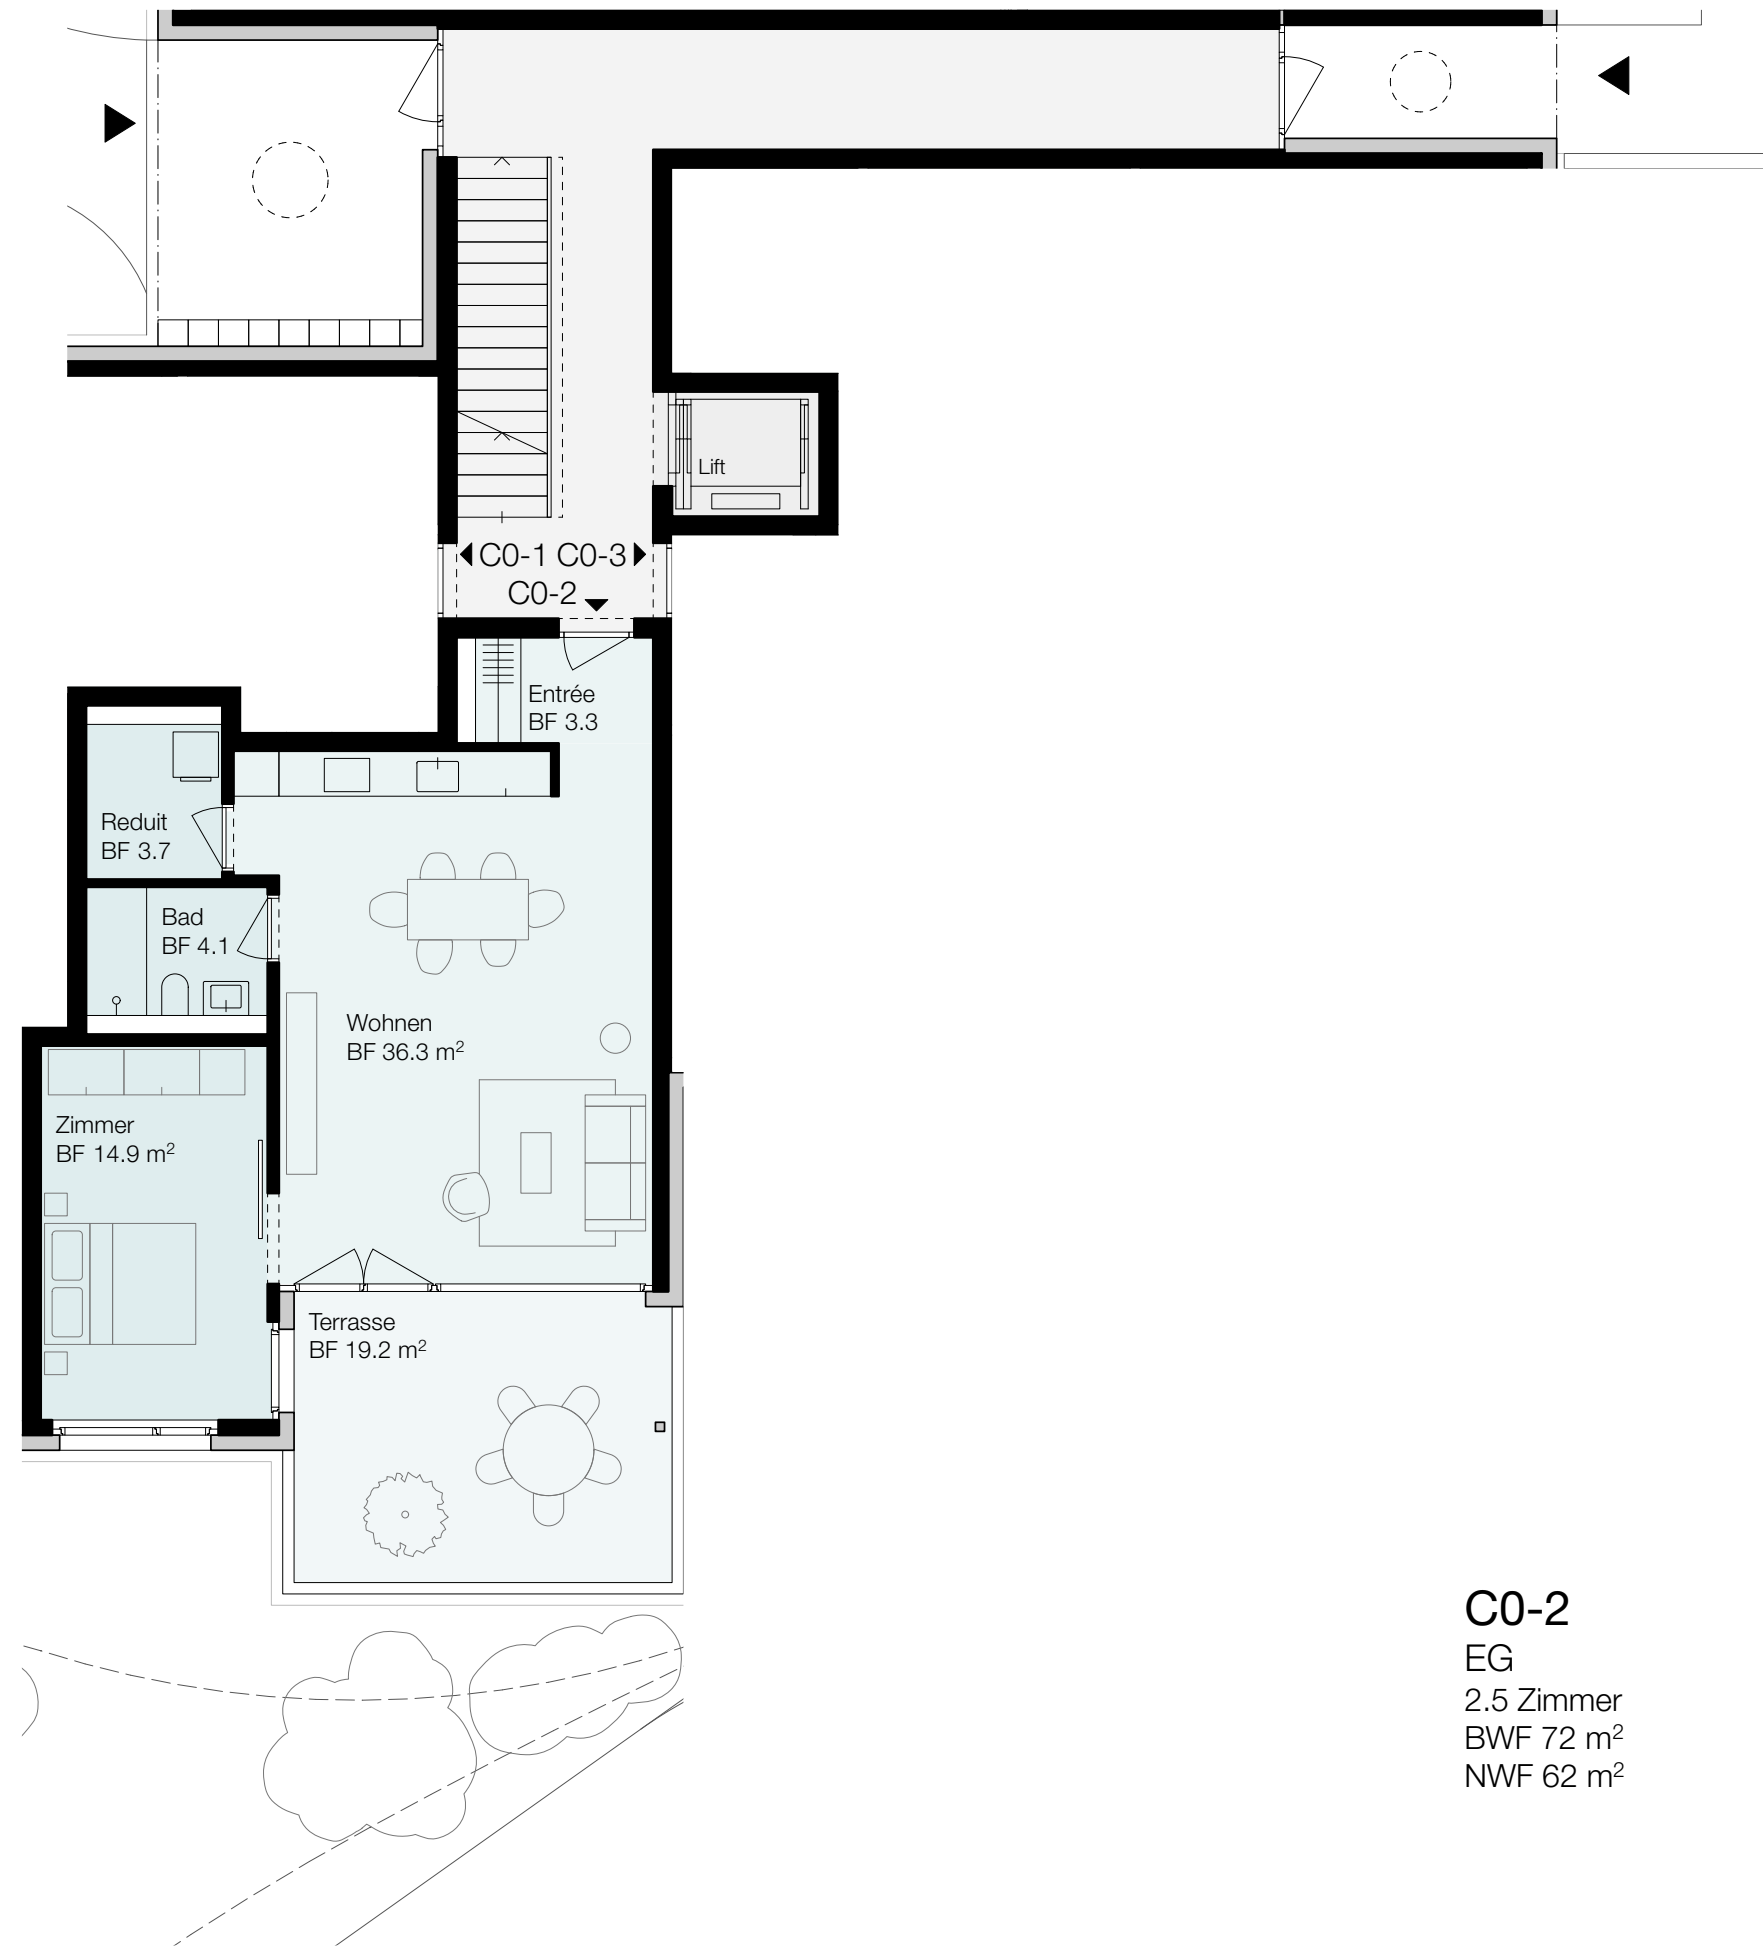 Lift
C0-1 C0-3
C0-2
Entrée
BF 3.3
Reduit
BF 3.7
Bad
BF 4.1
Wohnen
BF 36.3 m²
Zimmer
BF 14.9 m²
Terrasse
BF 19.2 m²
C0-2
EG
2.5 Zimmer
BWF 72 m²
NWF 62 m²